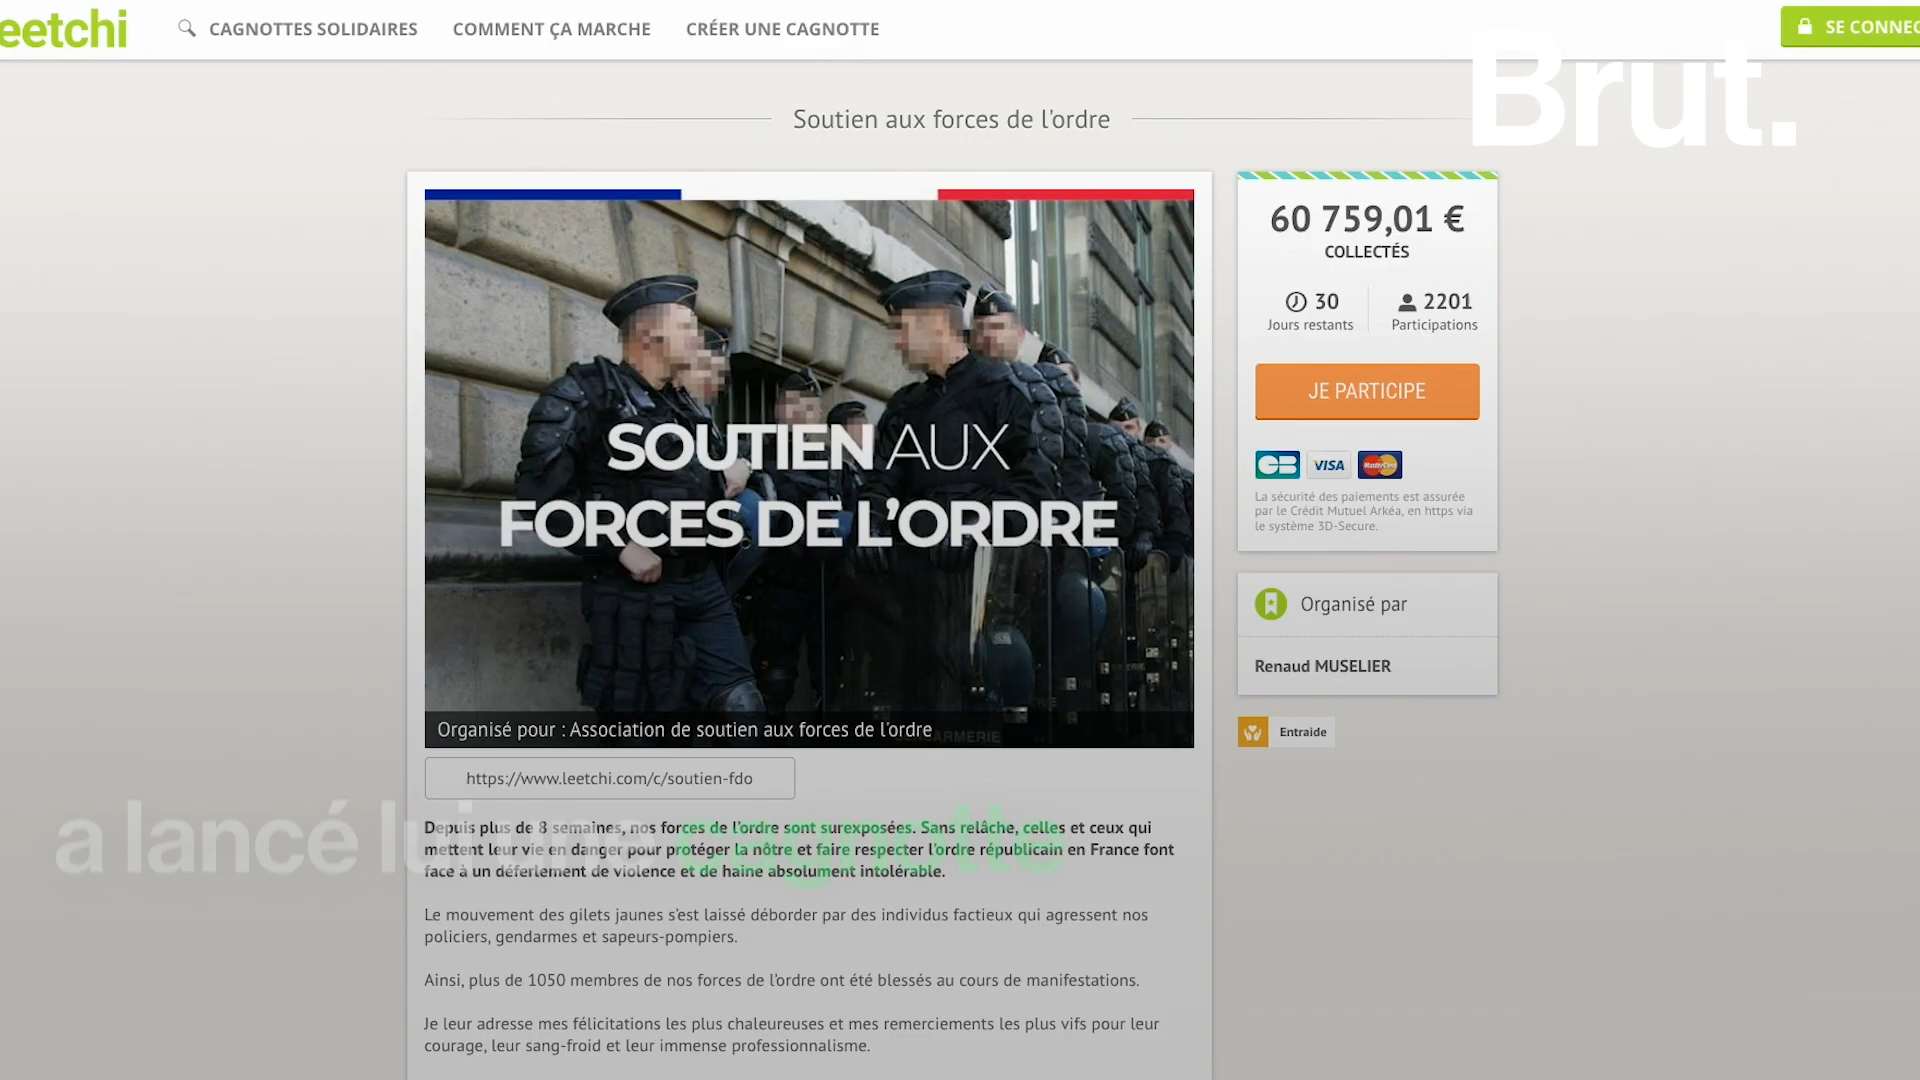 eetchi
CAGNOTTES SOLIDAIRES
COMMENT ÇA MARCHE
CRÉER UNE CAGNOTTE
SE CONNEC
Brut.
Soutien aux forces de l'ordre
SOUTIEN AUX
FORCES DE L'ORDRE
GENDARMERIE
Organisé pour : Association de soutien aux forces de l'ordre
https://www.leetchi.com/c/soutien-fdo
60 759,01 €
COLLECTÉS
30
Jours restants
2201
Participations
JE PARTICIPE
CB VISA MasterCard
La sécurité des paiements est assurée
par le Crédit Mutuel Arkéa, en https via
le système 3D-Secure.
Organisé par
Renaud MUSELIER
Entraide
a lancé lui une cagnotte
Depuis plus de 8 semaines, nos forces de l'ordre sont surexposées. Sans relâche, celles et ceux qui
mettent leur vie en danger pour protéger la nôtre et faire respecter l'ordre républicain en France font
face à un déferlement de violence et de haine absolument intolérable.
Le mouvement des gilets jaunes s'est laissé déborder par des individus factieux qui agressent nos
policiers, gendarmes et sapeurs-pompiers.
Ainsi, plus de 1050 membres de nos forces de l'ordre ont été blessés au cours de manifestations.
Je leur adresse mes félicitations les plus chaleureuses et mes remerciements les plus vifs pour leur
courage, leur sang-froid et leur immense professionnalisme.